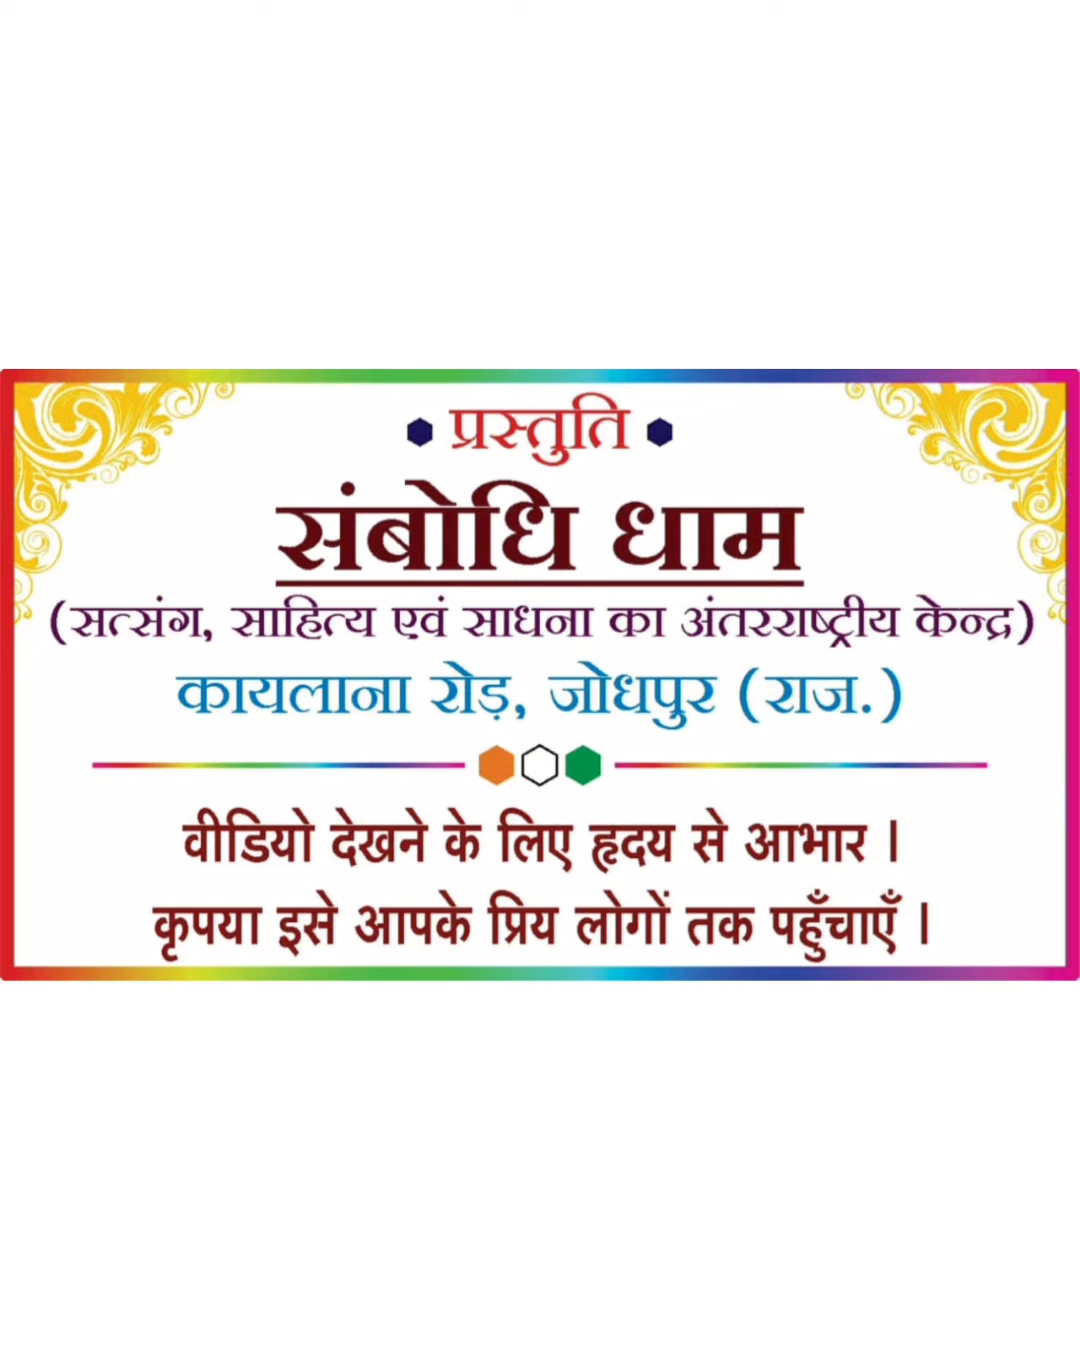 प्रस्तुति
संबोधि धाम
(सत्संग, साहित्य एवं साधना का अंतरराष्ट्रीय केन्द्र)
कायलाना रोड़, जोधपुर (राज.)
वीडियो देखने के लिए हृदय से आभार ।
कृपया इसे आपके प्रिय लोगों तक पहुँचाएँ ।